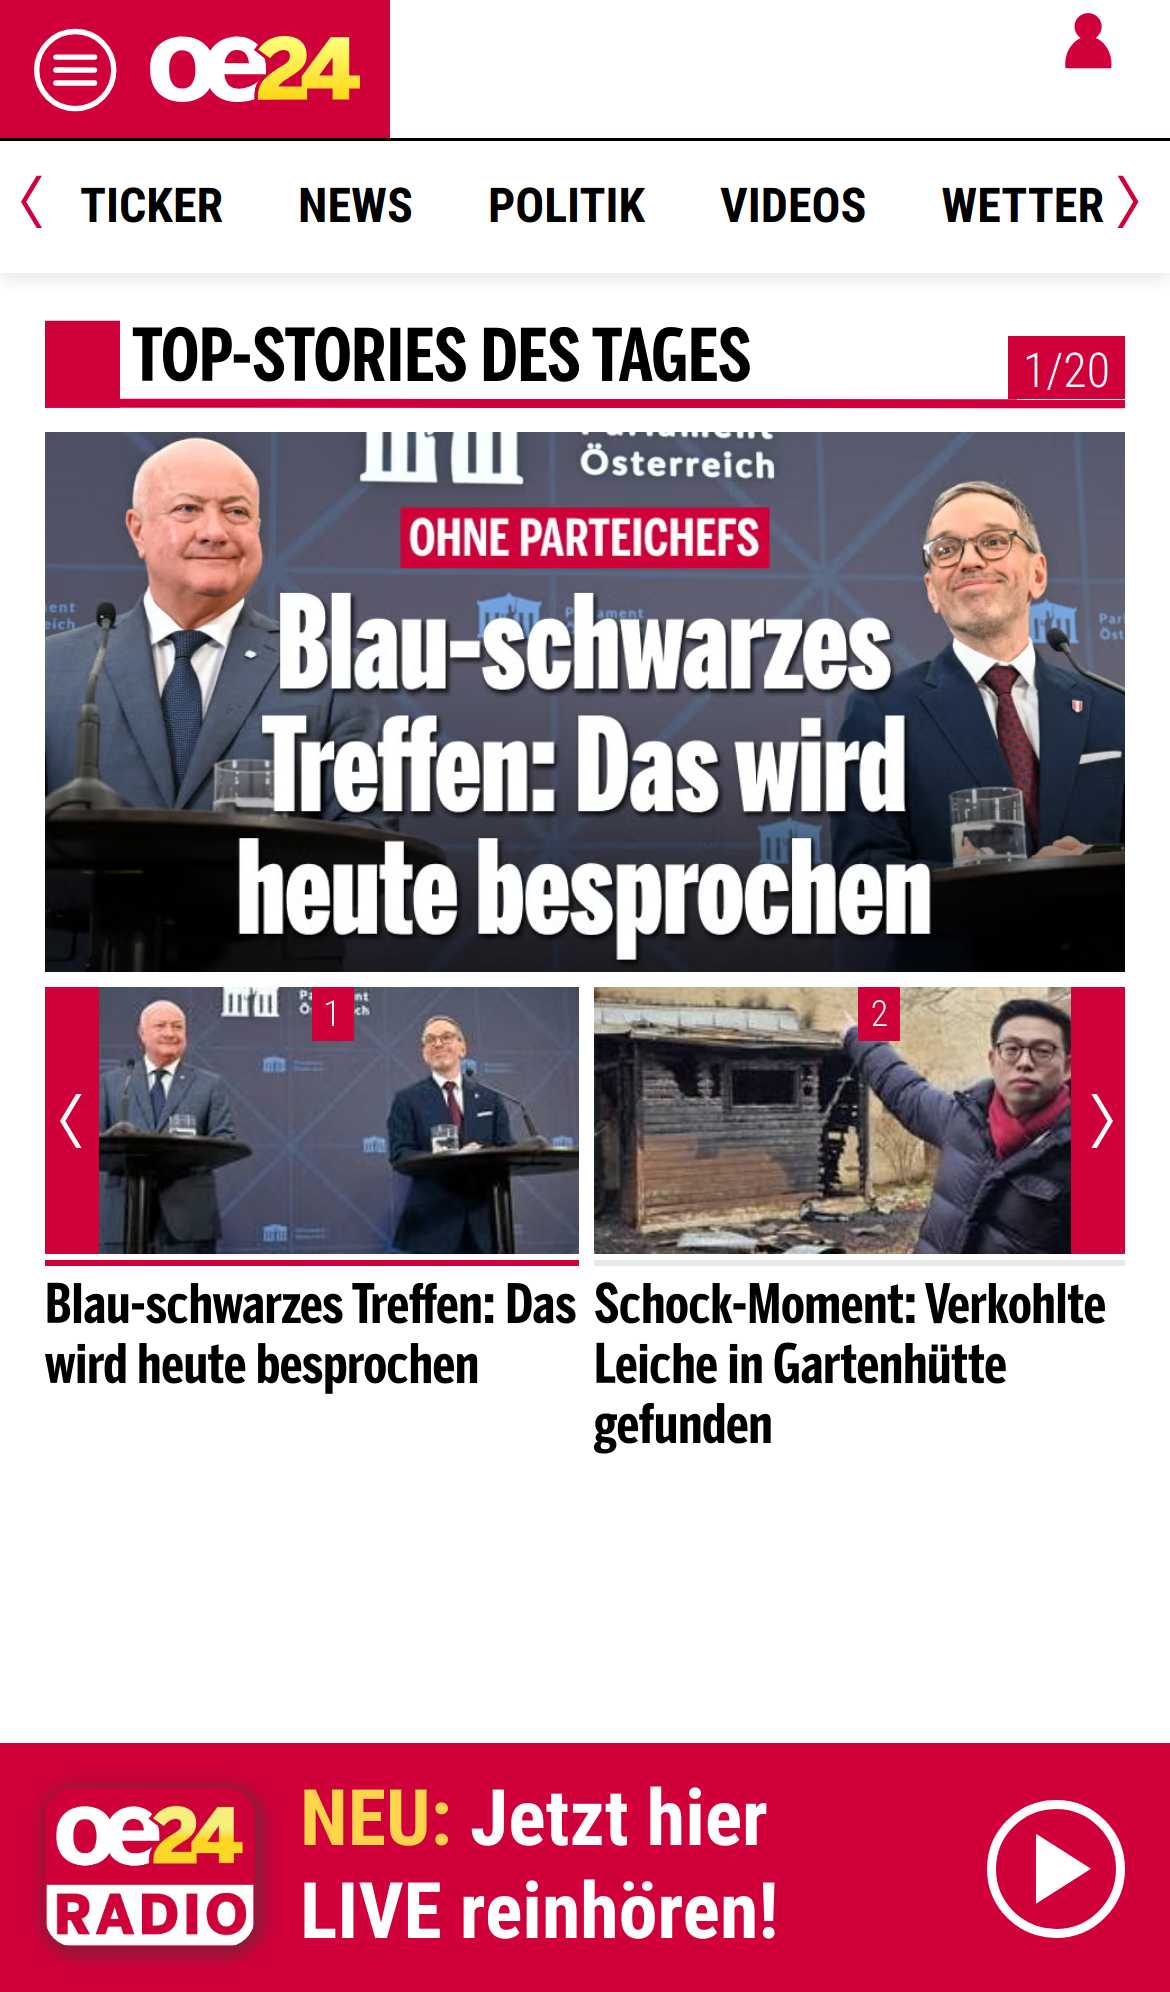 oe24
TICKER NEWS POLITIK VIDEOS WETTER
TOP-STORIES DES TAGES
1/20
Parlament
Österreich
OHNE PARTEICHEFS
Blau-schwarzes
Treffen: Das wird
heute besprochen
1
2
Blau-schwarzes Treffen: Das
wird heute besprochen
Schock-Moment: Verkohlte
Leiche in Gartenhütte
gefunden
oe24
RADIO
NEU: Jetzt hier
LIVE reinhören!